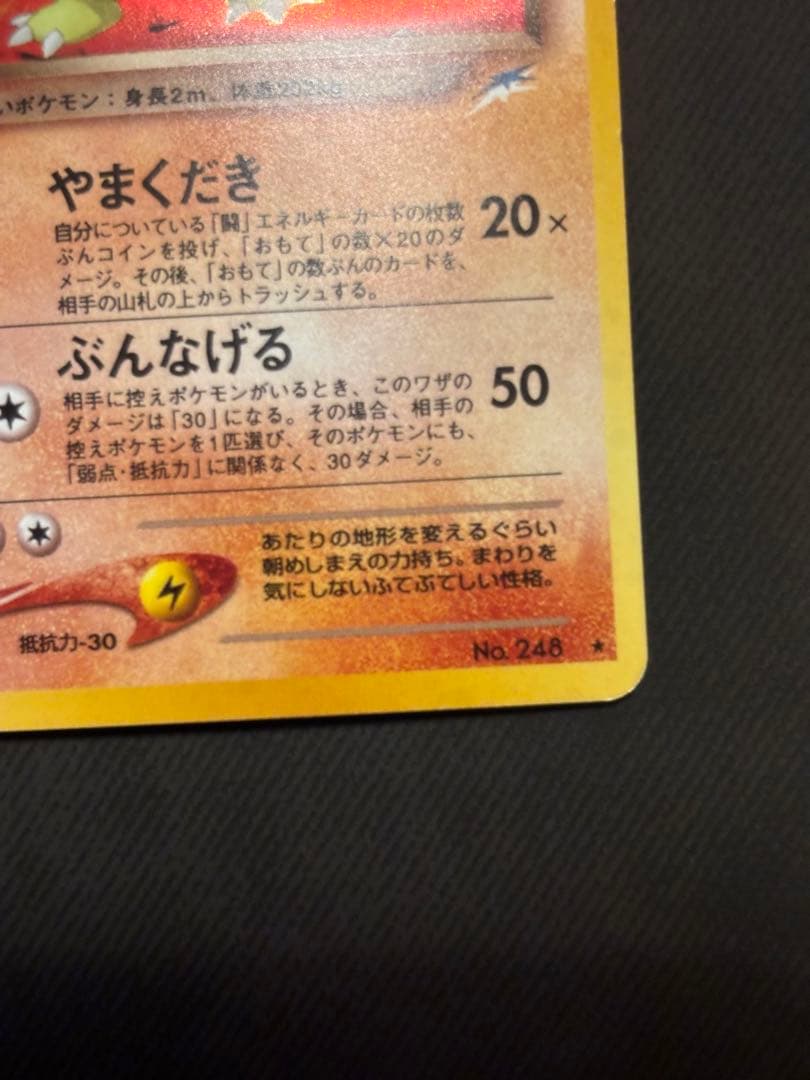 いポケモン：身長2m、体重202kg
やまくだき
20×
自分についている「闘」エネルギーカードの枚数
ぶんコインを投げ、「おもて」の数×20のダ
メージ。その後、「おもて」の数ぶんのカードを、
相手の山札の上からトラッシュする。
ぶんなげる
50
相手に控えポケモンがいるとき、このワザの
ダメージは「30」になる。その場合、相手の
控えポケモンを1匹選び、そのポケモンにも、
「弱点・抵抗力」に関係なく、30ダメージ。
あたりの地形を変えるぐらい
朝めしまえの力持ち。まわりを
気にしないふてぶてしい性格。
抵抗力-30
No. 248 ★